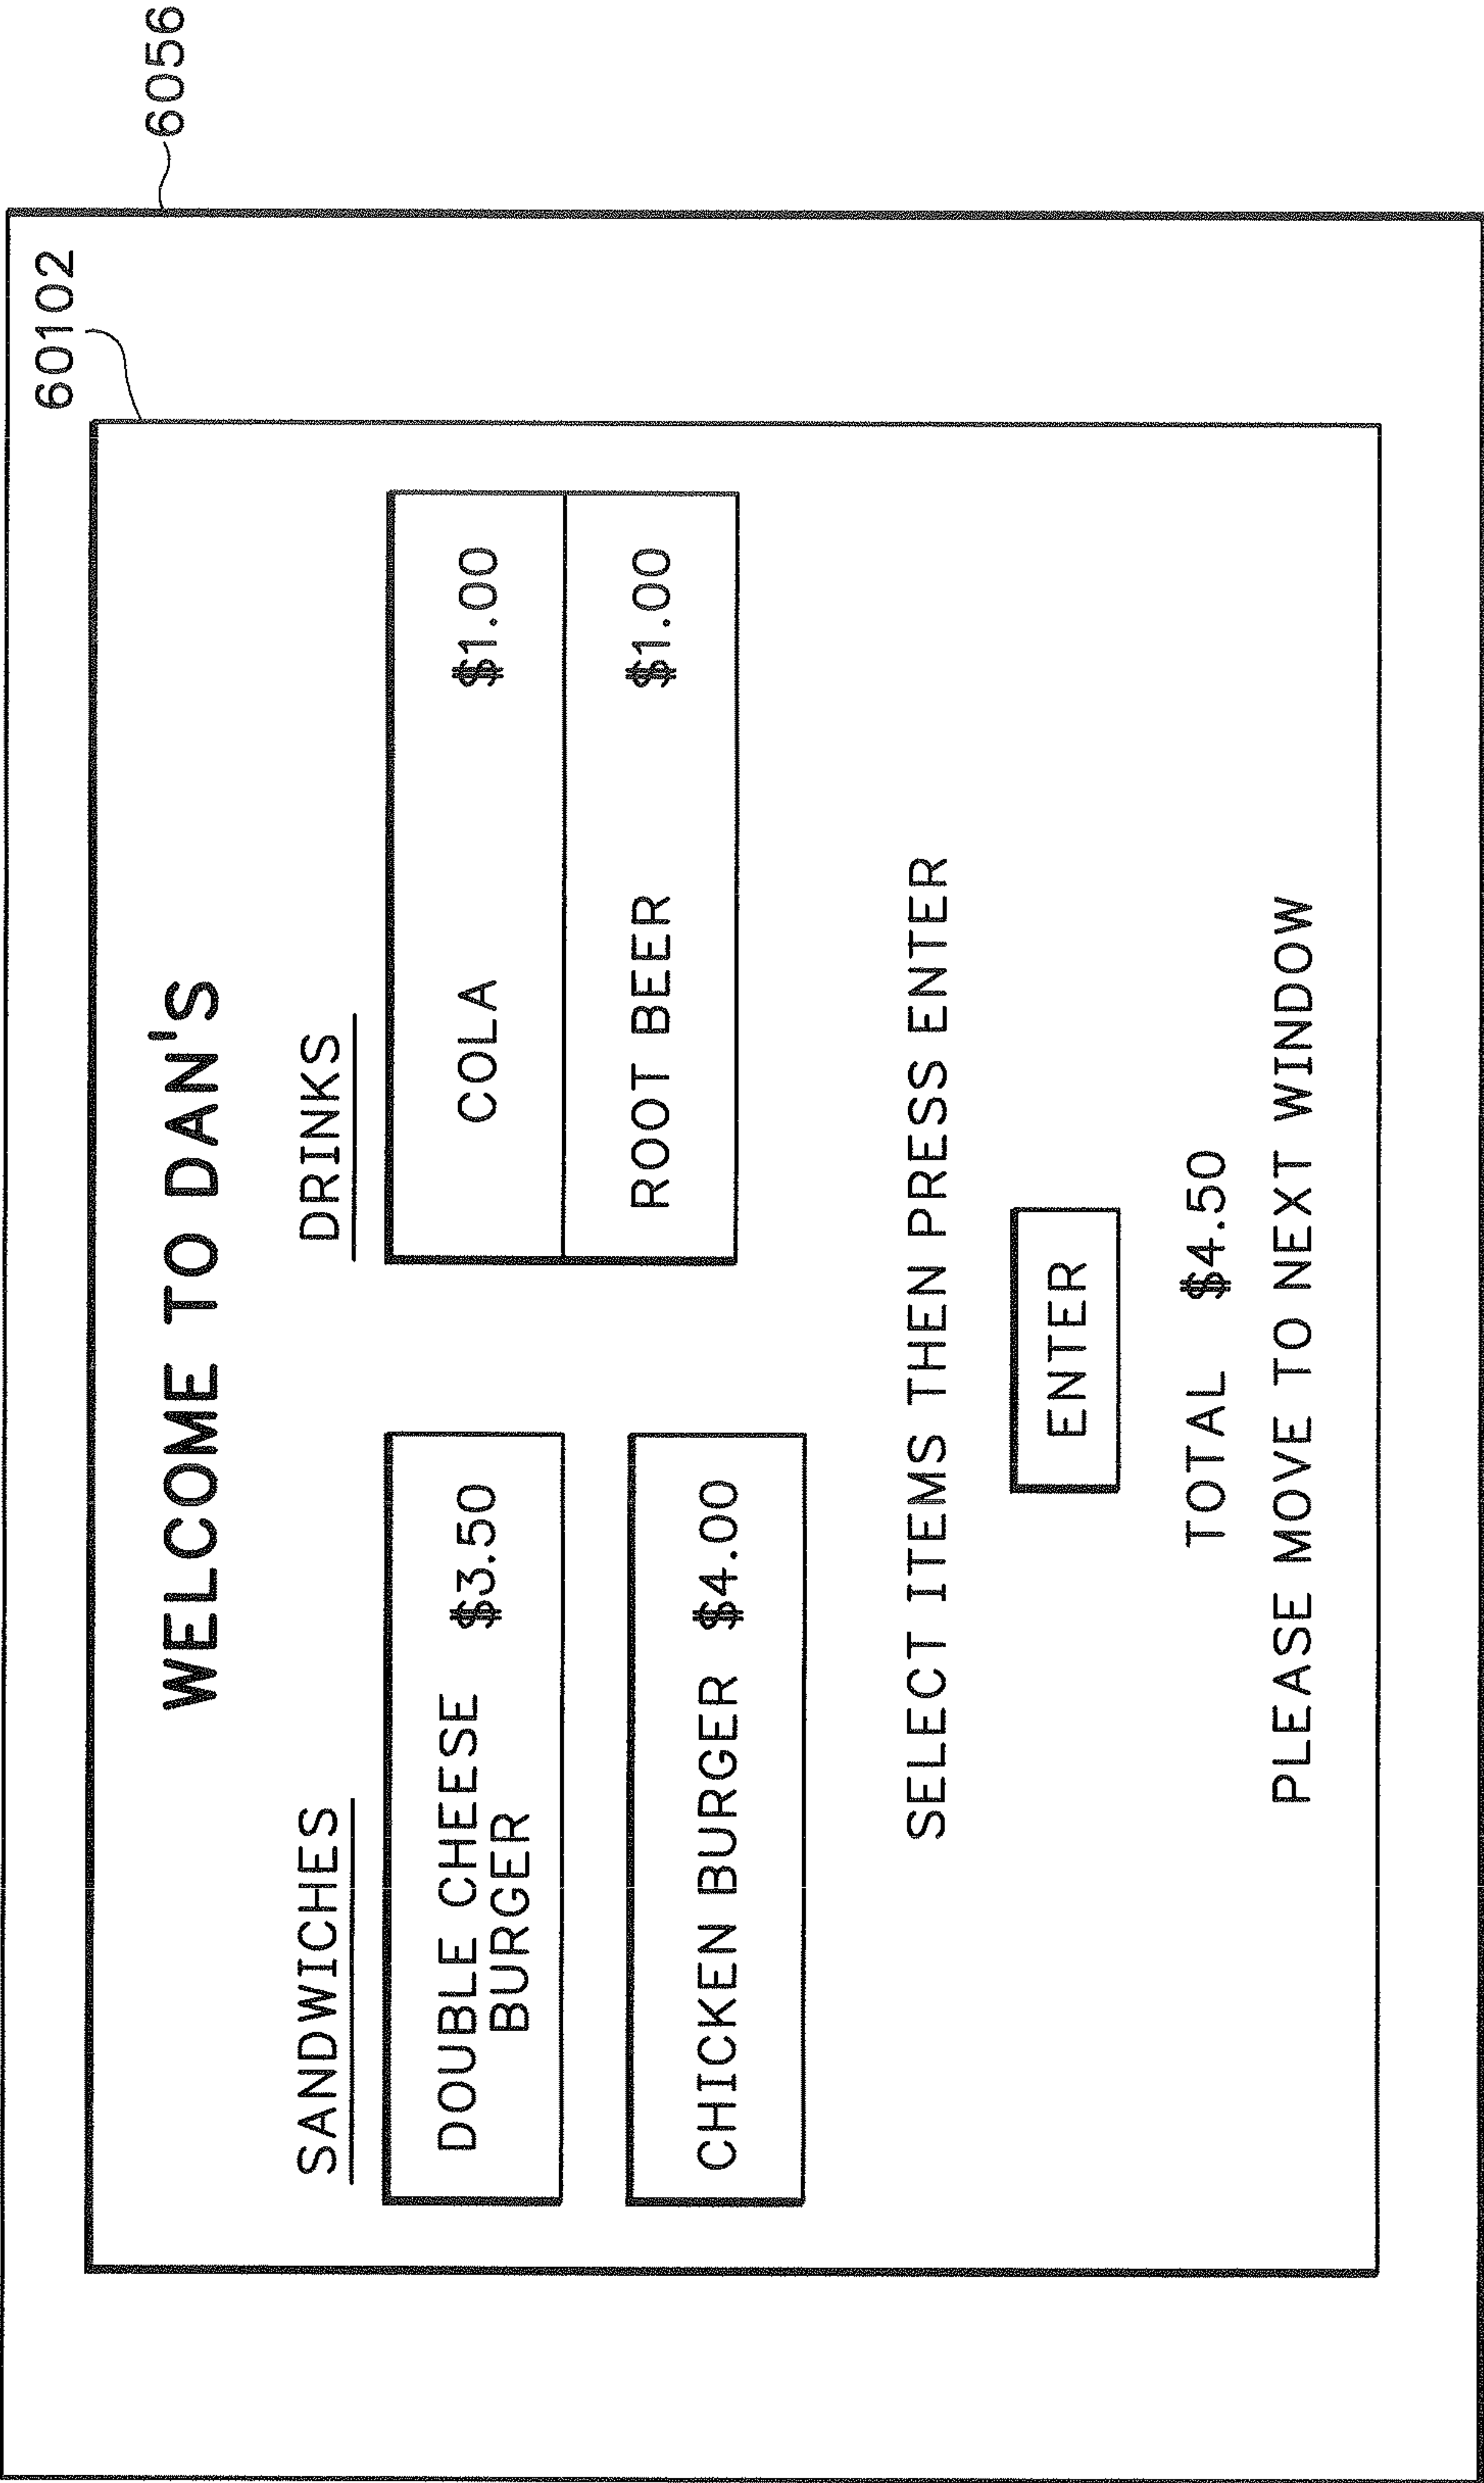 6056
60102
WELCOME TO DAN'S
SANDWICHES
DOUBLE CHEESE $3.50
BURGER
CHICKEN BURGER $4.00
DRINKS
COLA $1.00
ROOT BEER $1.00
SELECT ITEMS THEN PRESS ENTER
ENTER
TOTAL $4.50
PLEASE MOVE TO NEXT WINDOW